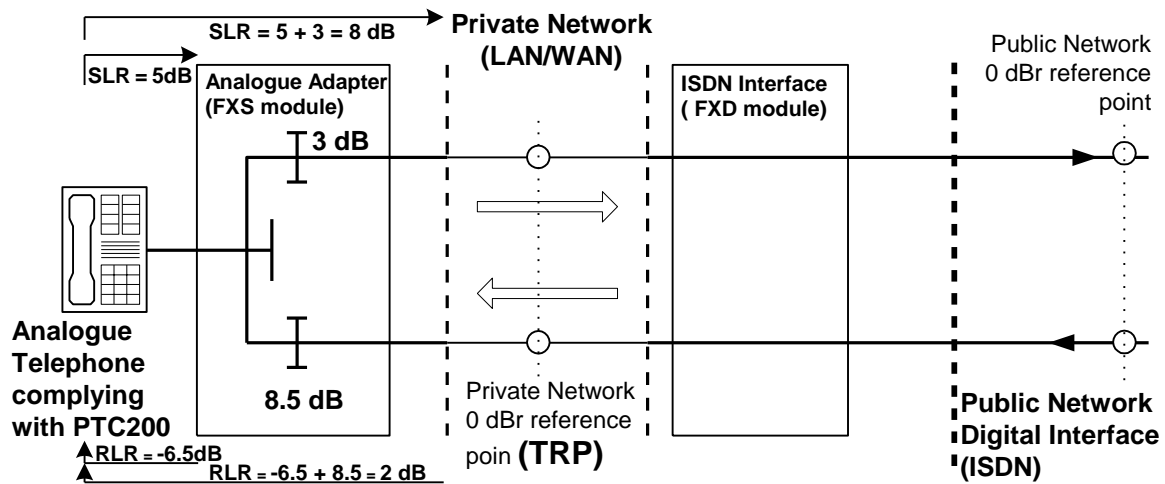 SLR = 5 + 3 = 8 dB
SLR = 5dB
Private Network
(LAN/WAN)
Public Network
0 dBr reference
point
Analogue Adapter
(FXS module)
ISDN Interface
( FXD module)
3 dB
Analogue
Telephone
complying
with PTC200
8.5 dB
Private Network
0 dBr reference
poin (TRP)
Public Network
Digital Interface
(ISDN)
RLR = -6.5dB
RLR = -6.5 + 8.5 = 2 dB